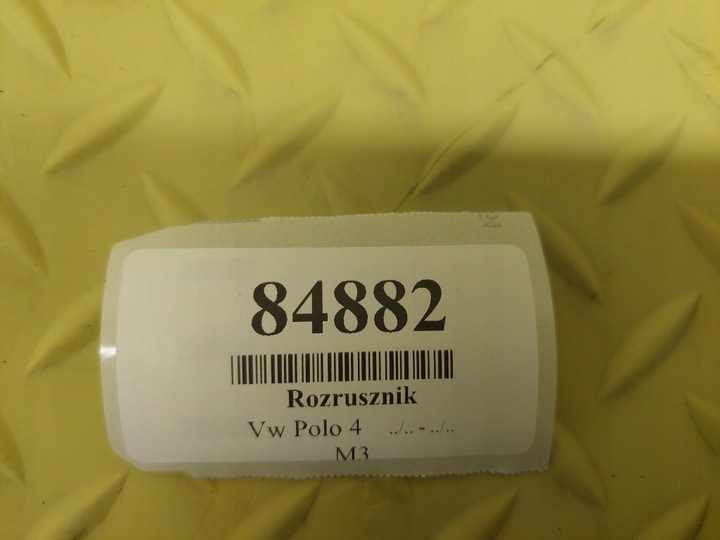 84882
Rozrusznik
Vw Polo 4 ../.. - ../..
M3